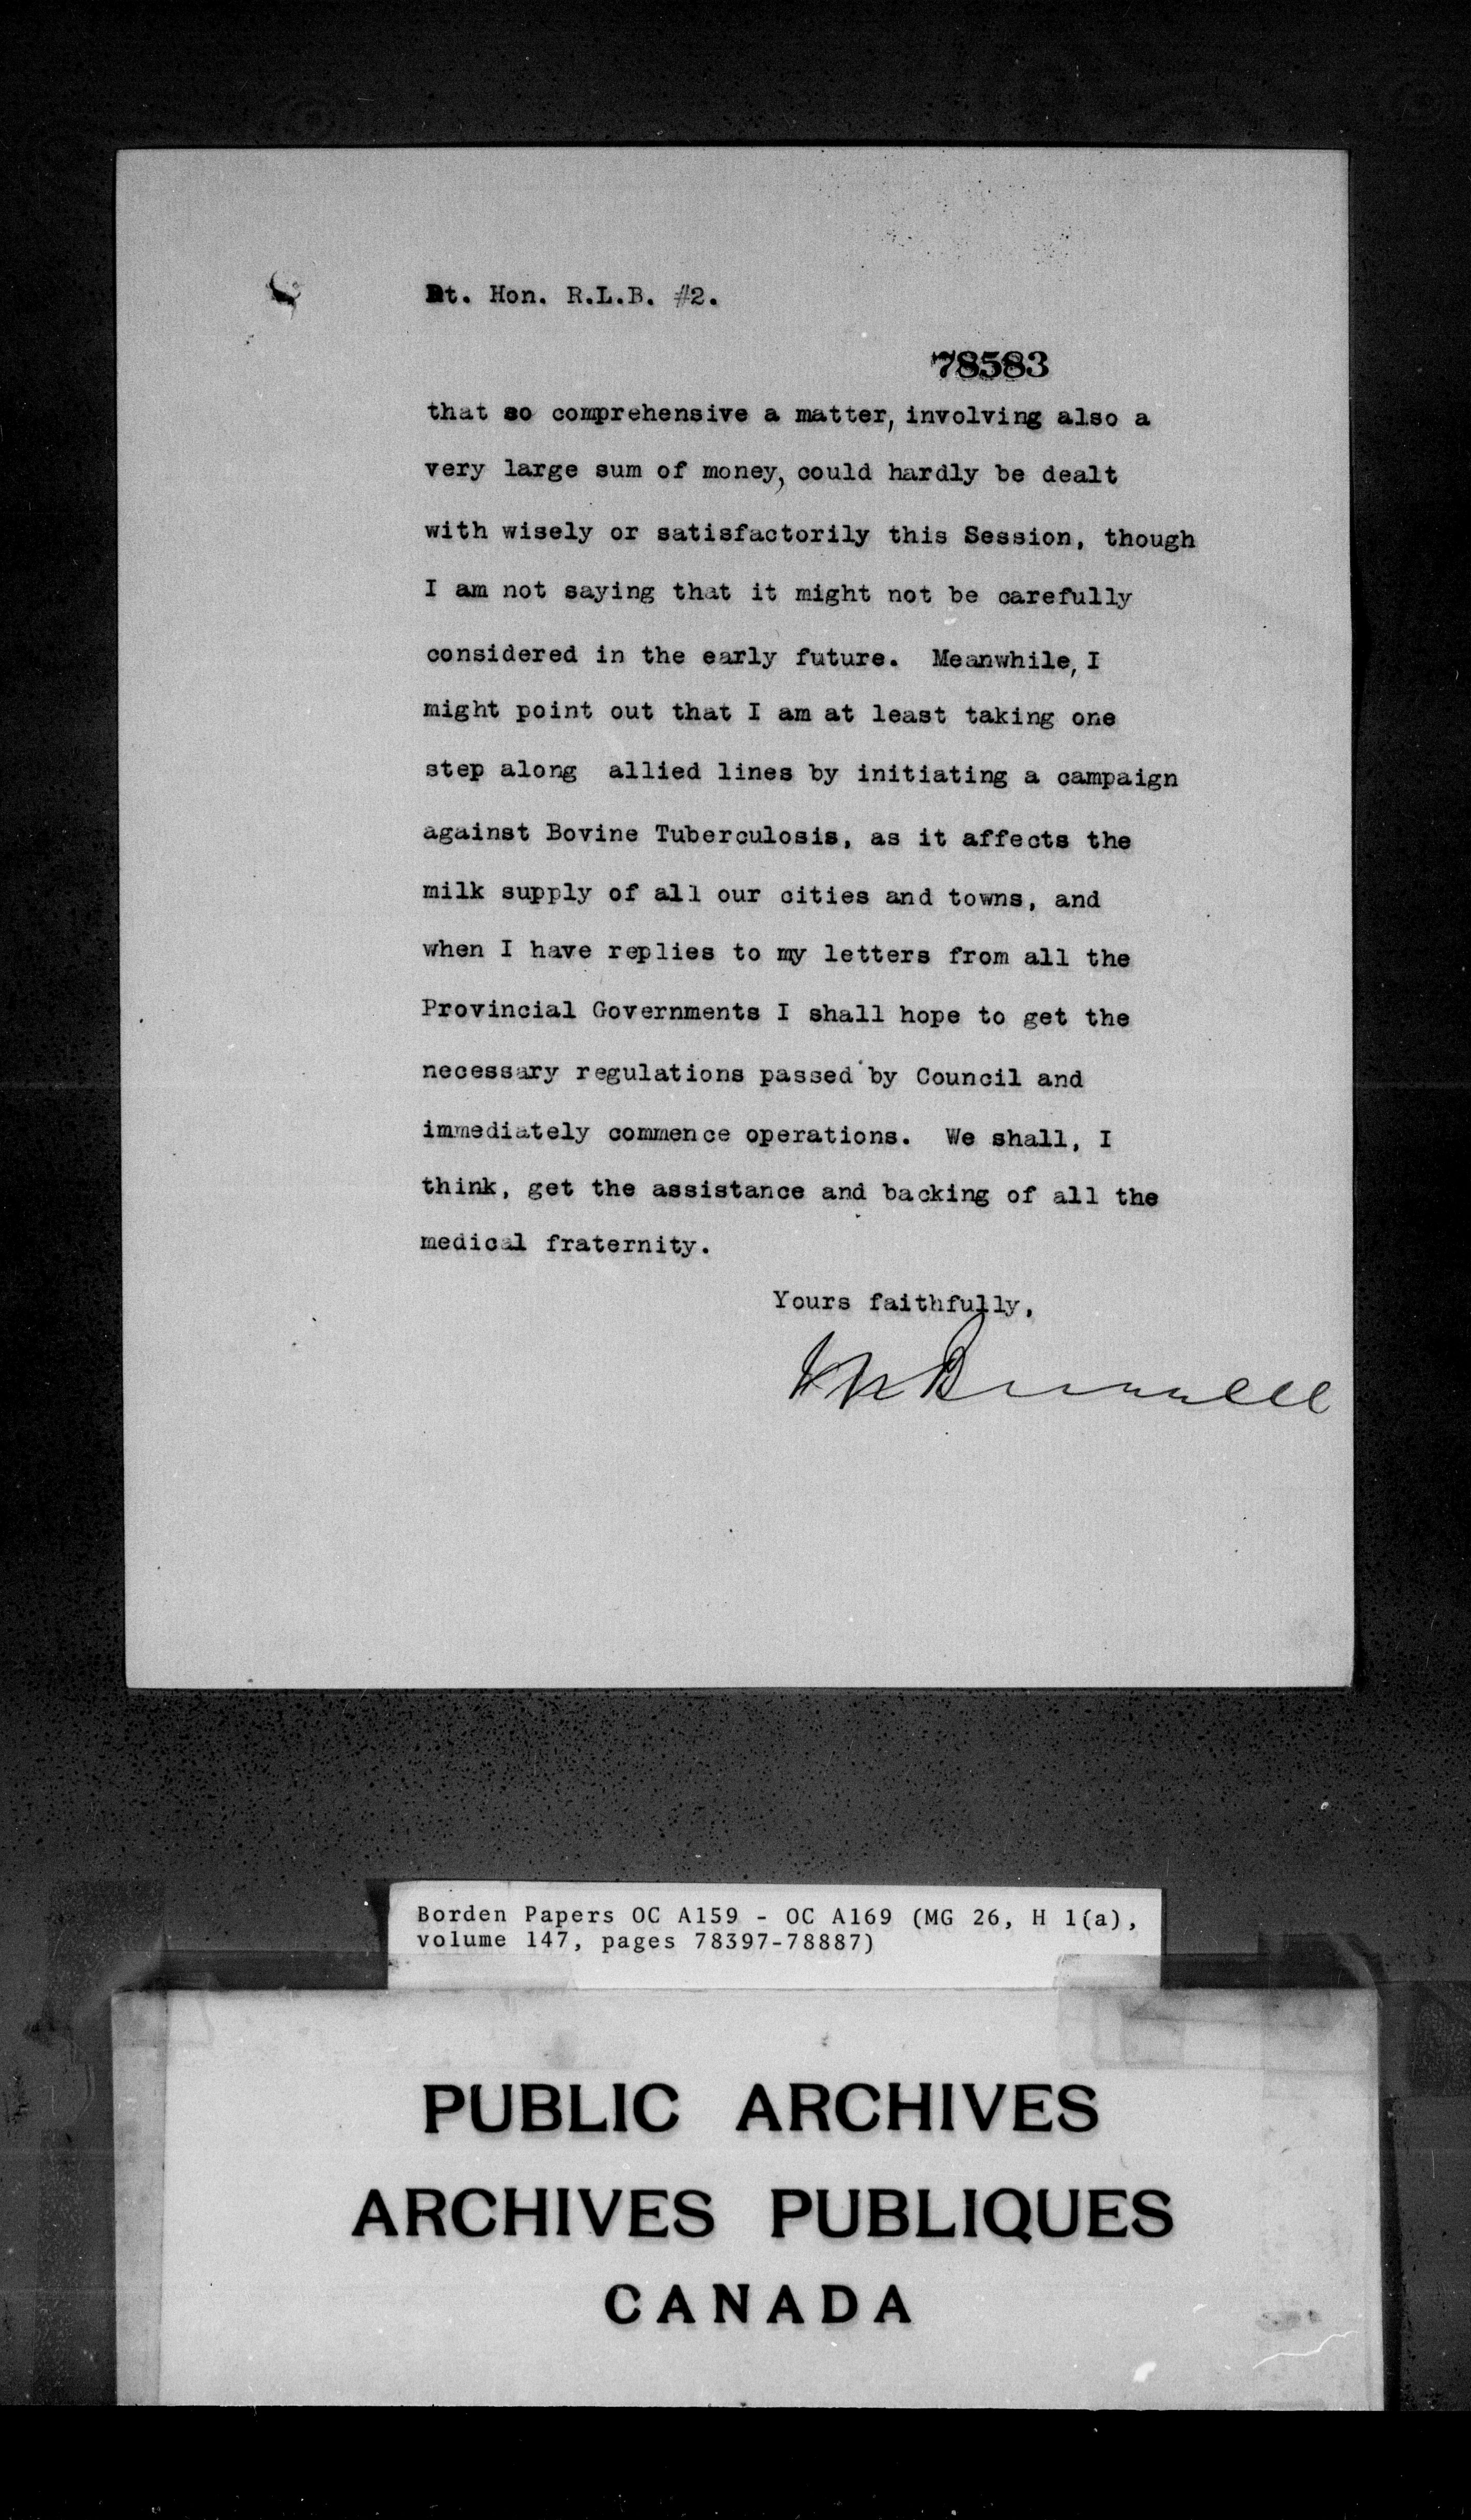 Rt. Hon. R.L.B. #2.
78583
that so comprehensive a matter, involving also a
very large sum of money, could hardly be dealt
with wisely or satisfactorily this Session, though
I am not saying that it might not be carefully
considered in the early future. Meanwhile, I
might point out that I am at least taking one
step along allied lines by initiating a campaign
against Bovine Tuberculosis, as it affects the
milk supply of all our cities and towns, and
when I have replies to my letters from all the
Provincial Governments I shall hope to get the
necessary regulations passed by Council and
immediately commence operations. We shall, I
think, get the assistance and backing of all the
medical fraternity.
Yours faithfully,
Borden Papers OC A159 - OC A169 (MG 26, H 1(a),
volume 147, pages 78397-78887)
PUBLIC ARCHIVES
ARCHIVES PUBLIQUES
CANADA